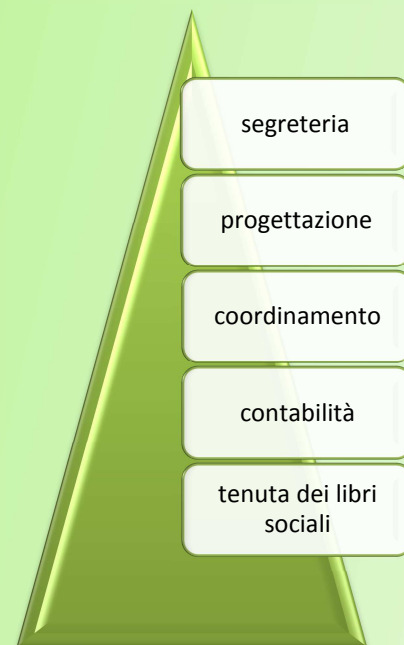 segreteria
progettazione
coordinamento
contabilità
tenuta dei libri
sociali